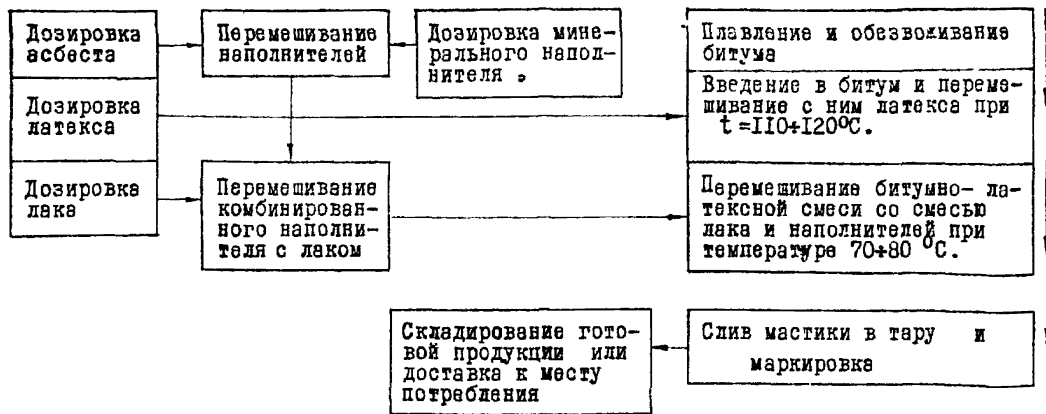 Дозировка
асбеста
Перемешивание
наполнителей
Дозировка мине-
рального напол-
нителя
Плавление и обезвоживание
битума
Дозировка
латекса
Введение в битум и переме-
шивание с ним латекса при
t =II0+I20°C.
Дозировка
лака
Перемешивание
комбинирован-
ного наполни-
теля с лаком
Перемешивание битумно- ла-
тексной смеси со смесью
лака и наполнителей при
температуре 70+80 °C.
Складирование гото-
вой продукции или
доставка к месту
потребления
Слив мастики в тару и
маркировка